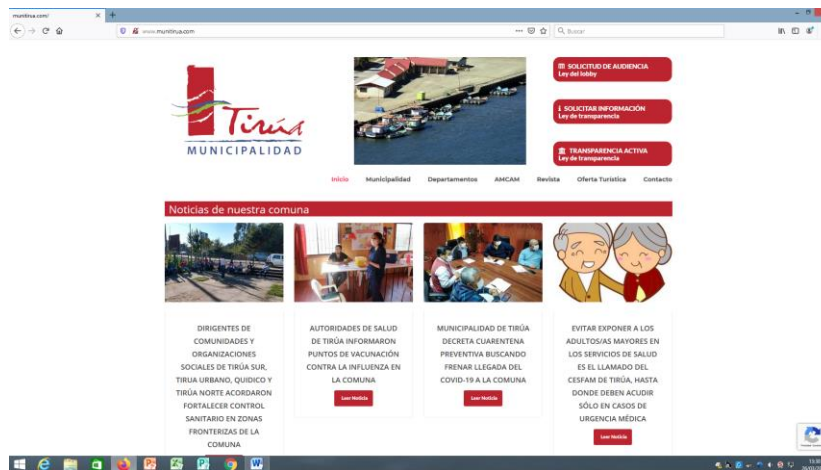 munitirua.com/
www.munitirua.com
Buscar
Tirúa
MUNICIPALIDAD
SOLICITUD DE AUDIENCIA
Ley del lobby
SOLICITAR INFORMACIÓN
Ley de transparencia
TRANSPARENCIA ACTIVA
Ley de transparencia
Inicio Municipalidad Departamentos AMCAM Revista Oferta Turística Contacto
Noticias de nuestra comuna
DIRIGENTES DE
COMUNIDADES Y
ORGANIZACIONES
SOCIALES DE TIRÚA SUR,
TIRUA URBANO, QUIDICO Y
TIRÚA NORTE ACORDARON
FORTALECER CONTROL
SANITARIO EN ZONAS
FRONTERIZAS DE LA
COMUNA
AUTORIDADES DE SALUD
DE TIRÚA INFORMARON
PUNTOS DE VACUNACIÓN
CONTRA LA INFLUENZA EN
LA COMUNA
Leer Noticia
MUNICIPALIDAD DE TIRÚA
DECRETA CUARENTENA
PREVENTIVA BUSCANDO
FRENAR LLEGADA DEL
COVID-19 A LA COMUNA
Leer Noticia
EVITAR EXPONER A LOS
ADULTOS/AS MAYORES EN
LOS SERVICIOS DE SALUD
ES EL LLAMADO DEL
CESFAM DE TIRÚA, HASTA
DONDE DEBEN ACUDIR
SÓLO EN CASOS DE
URGENCIA MÉDICA
Leer Noticia